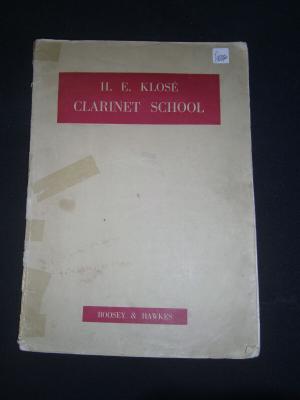 H. E. KLOSÉ
CLARINET SCHOOL
BOOSEY & HAWKES